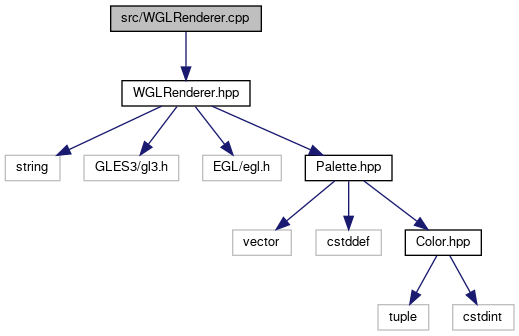 src/WGLRenderer.cpp
WGLRenderer.hpp
string
GLES3/gl3.h
EGL/egl.h
Palette.hpp
vector
cstddef
Color.hpp
tuple
cstdint